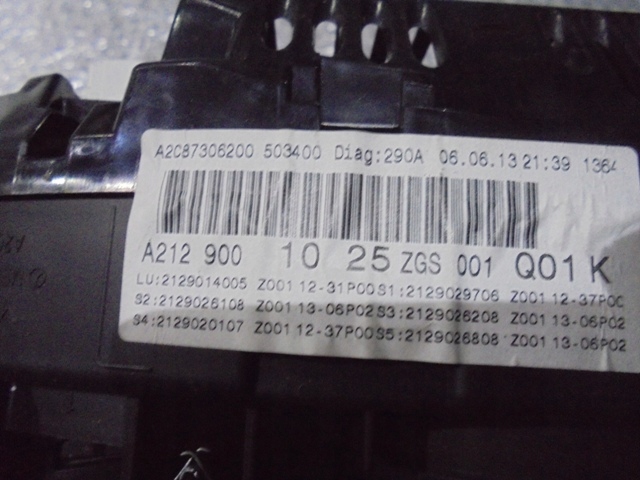 A2C87306200 503400 Diag:290A 06.06.13 21:39 1364
A212 900 10 25 ZGS 001 Q01 K
LU:2129014005 Z001 12-31P00 S1:2129029706 Z001 12-37P0C
S2:2129026108 Z001 13-06P02 S3:2129026208 Z001 13-06P02
S4:2129020107 Z001 12-37P00 S5:2129026808 Z001 13-06P02